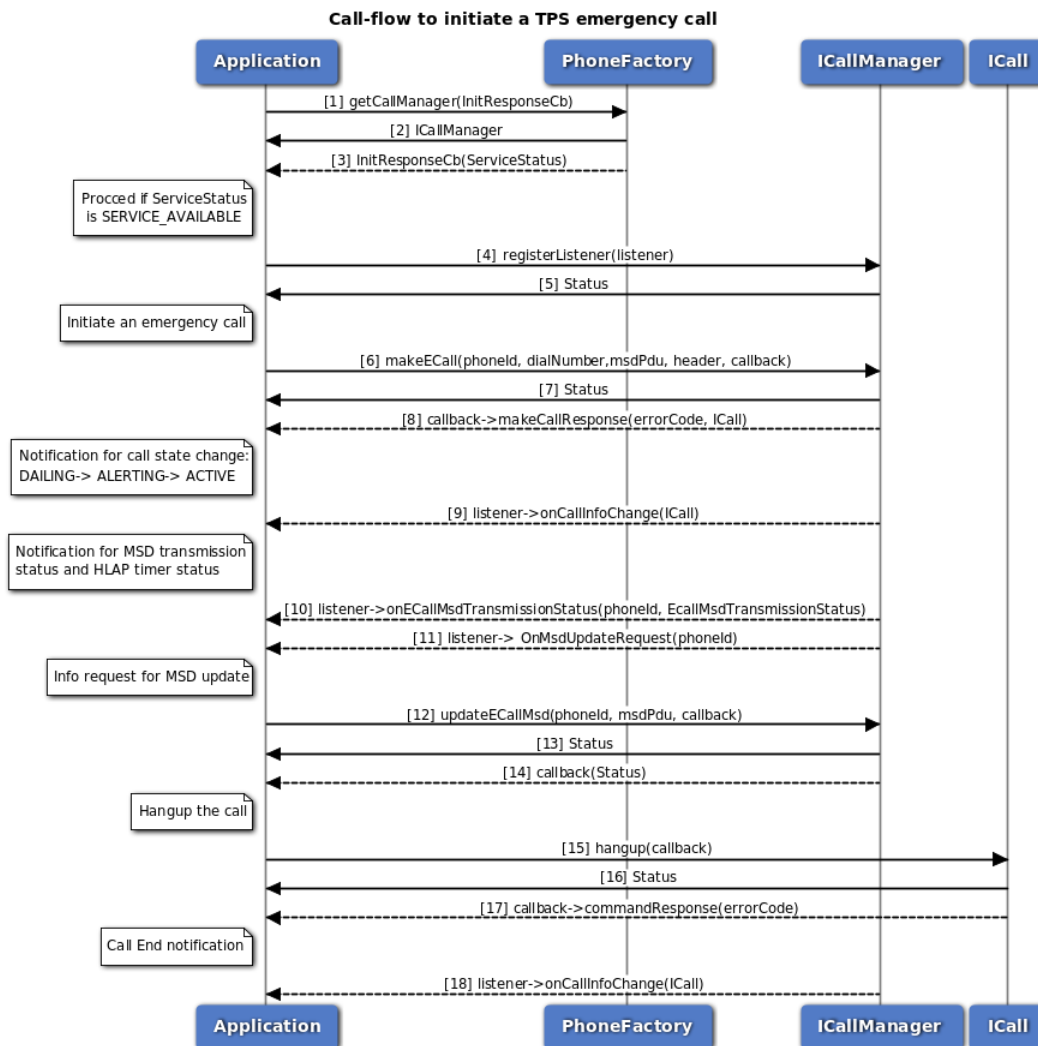 Call-flow to initiate a TPS emergency call
Application
PhoneFactory
ICallManager
ICall
[1] getCallManager(InitResponseCb)
[2] ICallManager
[3] InitResponseCb(ServiceStatus)
Procced if ServiceStatus
is SERVICE_AVAILABLE
[4] registerListener(listener)
[5] Status
Initiate an emergency call
[6] makeECall(phoneId, dialNumber,msdPdu, header, callback)
[7] Status
[8] callback->makeCallResponse(errorCode, ICall)
Notification for call state change:
DAILING-> ALERTING-> ACTIVE
[9] listener->onCallInfoChange(ICall)
Notification for MSD transmission
status and HLAP timer status
[10] listener->onECallMsdTransmissionStatus(phoneId, EcallMsdTransmissionStatus)
[11] listener-> OnMsdUpdateRequest(phoneId)
Info request for MSD update
[12] updateECallMsd(phoneId, msdPdu, callback)
[13] Status
[14] callback(Status)
Hangup the call
[15] hangup(callback)
[16] Status
[17] callback->commandResponse(errorCode)
Call End notification
[18] listener->onCallInfoChange(ICall)
Application
PhoneFactory
ICallManager
ICall